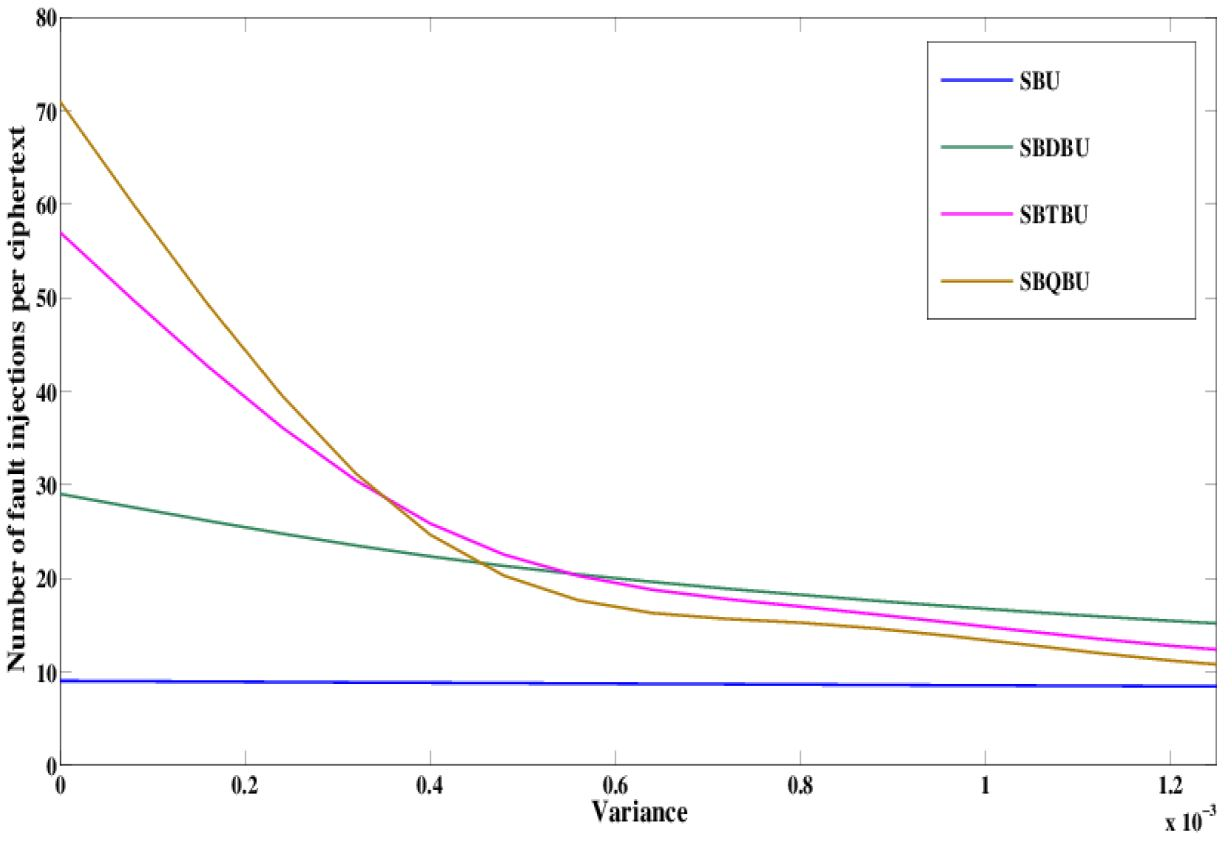 80
70
60
50
40
30
20
10
0
Number of fault injections per ciphertext
SBU
SBDBU
SBTBU
SBQBU
0 0.2 0.4 0.6 0.8 1 1.2
Variance
x 10⁻³